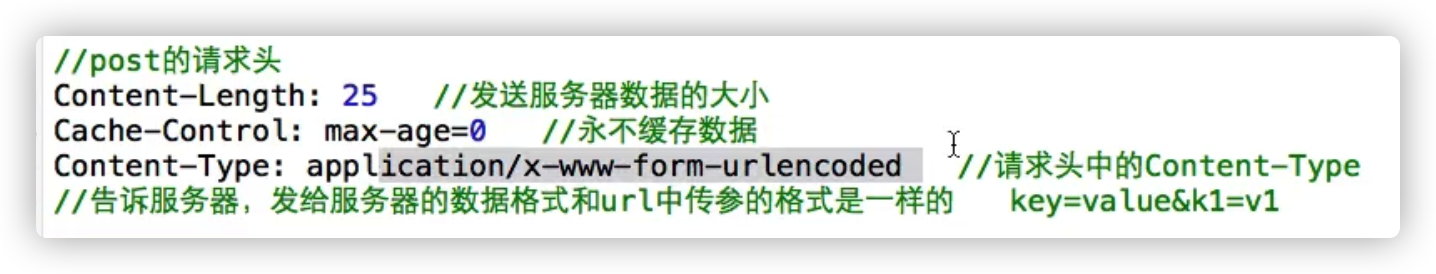 //post的请求头
Content-Length: 25   //发送服务器数据的大小
Cache-Control: max-age=0   //永不缓存数据
Content-Type: application/x-www-form-urlencoded   //请求头中的Content-Type
//告诉服务器，发给服务器的数据格式和url中传参的格式是一样的   key=value&k1=v1